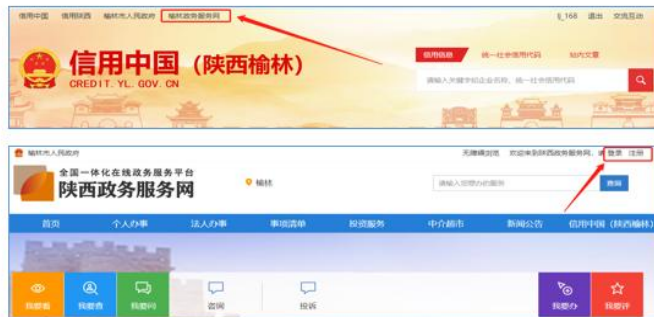 信用中国 信用陕西 榆林市人民政府 榆林政务服务网
lj_168 退出 交流互动
信用中国（陕西榆林）
CREDIT.YL.GOV.CN
信用信息 统一社会信用代码 站内文章
请输入关键字如企业名称、统一社会信用代码
榆林市人民政府
无障碍浏览 欢迎来到陕西政务服务网，请 登录 注册
全国一体化在线政务服务平台
陕西政务服务网
榆林
请输入您想办的服务
查询
首页 个人办事 法人办事 事项清单 投资服务 中介超市 新闻公告 信用中国（陕西榆林）
我要看 我要查 我要问 咨询 投诉 我要办 我要评